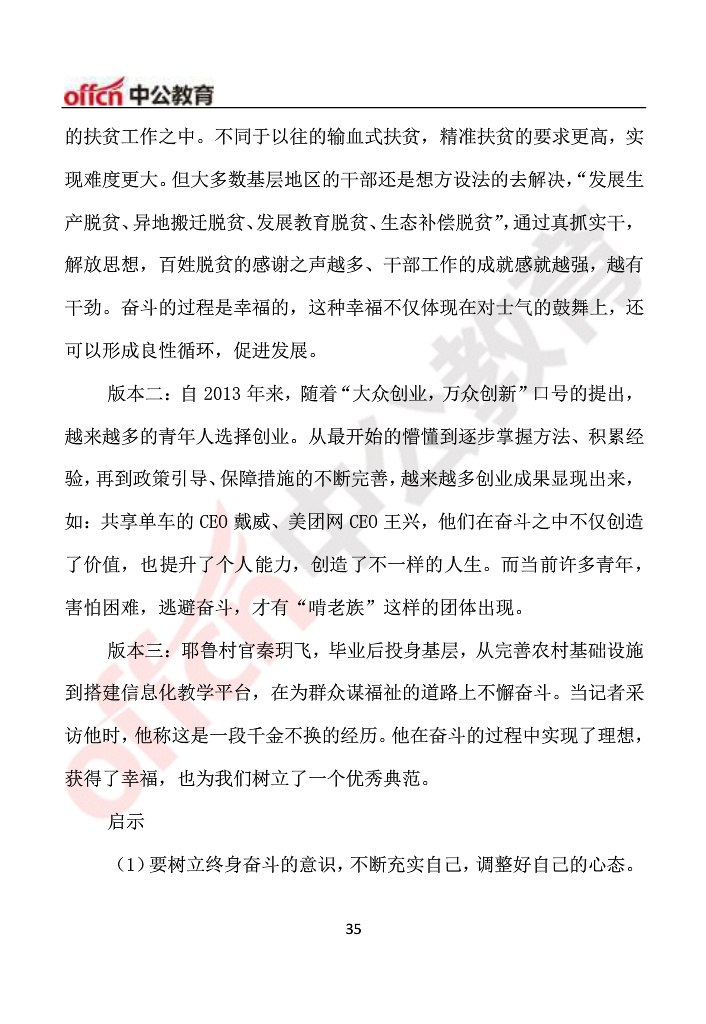 offcn中公教育
的扶贫工作之中。不同于以往的输血式扶贫，精准扶贫的要求更高，实
现难度更大。但大多数基层地区的干部还是想方设法的去解决，“发展生
产脱贫、异地搬迁脱贫、发展教育脱贫、生态补偿脱贫”，通过真抓实干，
解放思想，百姓脱贫的感谢之声越多、干部工作的成就感就越强，越有
干劲。奋斗的过程是幸福的，这种幸福不仅体现在对士气的鼓舞上，还
可以形成良性循环，促进发展。
版本二：自 2013 年来，随着“大众创业，万众创新”口号的提出，
越来越多的青年人选择创业。从最开始的懵懂到逐步掌握方法、积累经
验，再到政策引导、保障措施的不断完善，越来越多创业成果显现出来，
如：共享单车的 CEO 戴威、美团网 CEO 王兴，他们在奋斗之中不仅创造
了价值，也提升了个人能力，创造了不一样的人生。而当前许多青年，
害怕困难，逃避奋斗，才有“啃老族”这样的团体出现。
版本三：耶鲁村官秦玥飞，毕业后投身基层，从完善农村基础设施
到搭建信息化教学平台，在为群众谋福祉的道路上不懈奋斗。当记者采
访他时，他称这是一段千金不换的经历。他在奋斗的过程中实现了理想，
获得了幸福，也为我们树立了一个优秀典范。
启示
（1）要树立终身奋斗的意识，不断充实自己，调整好自己的心态。
35
offcn中公教育